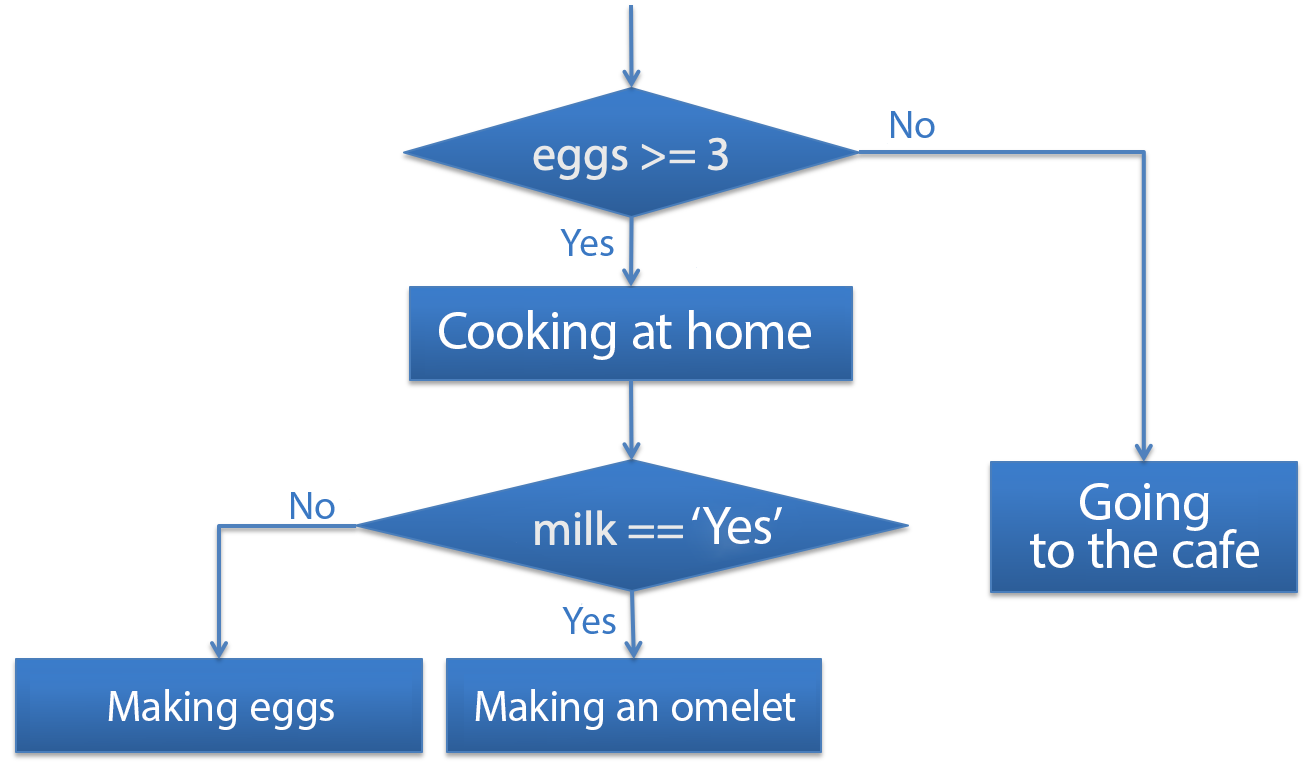 No
eggs >= 3
Yes
Cooking at home
No
milk == ‘Yes’
Going
to the cafe
Yes
Making eggs
Making an omelet